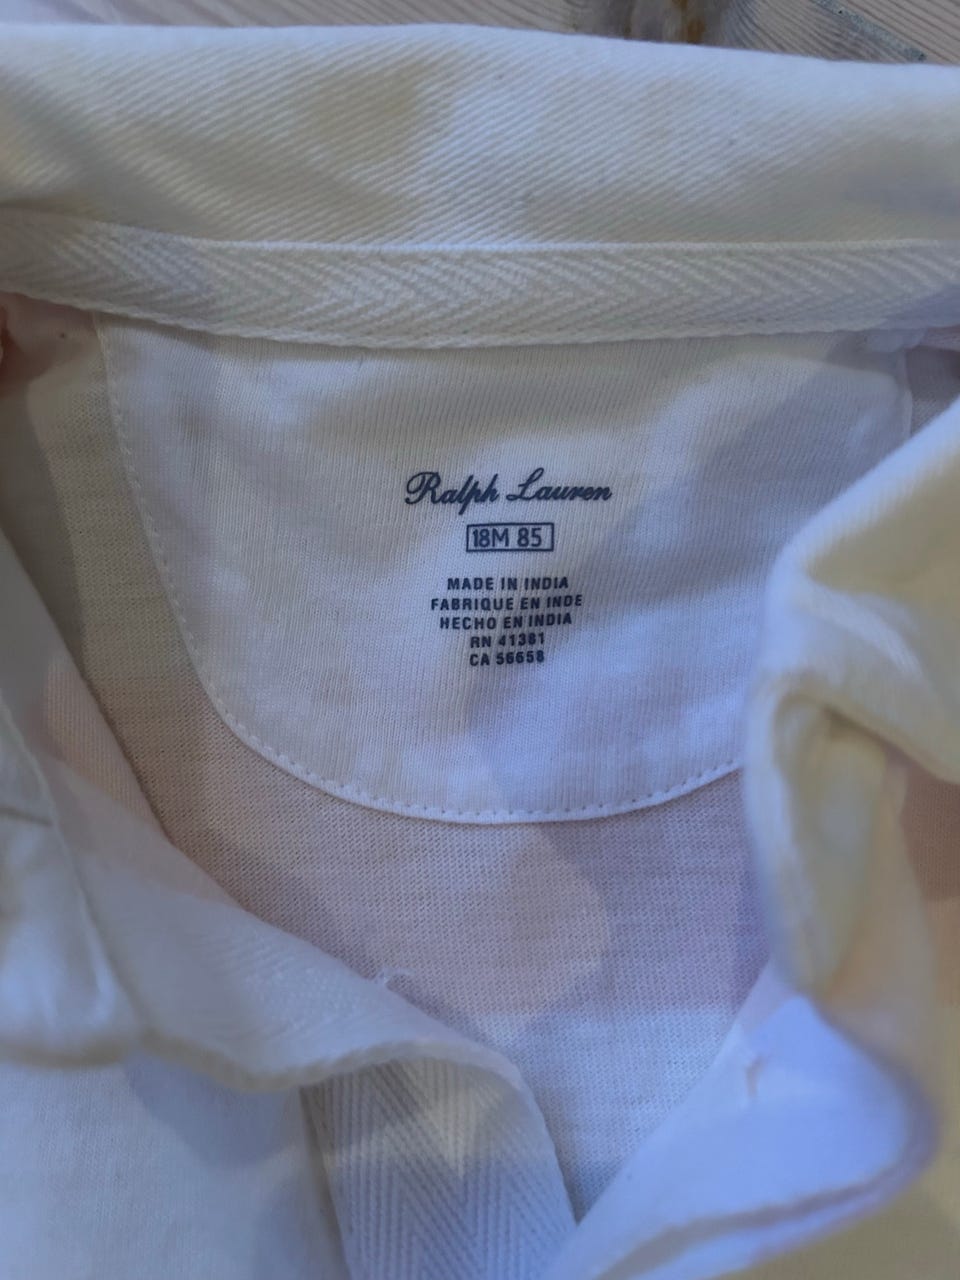 Ralph Lauren
18M 85
MADE IN INDIA
FABRIQUE EN INDE
HECHO EN INDIA
RN 41381
CA 56658